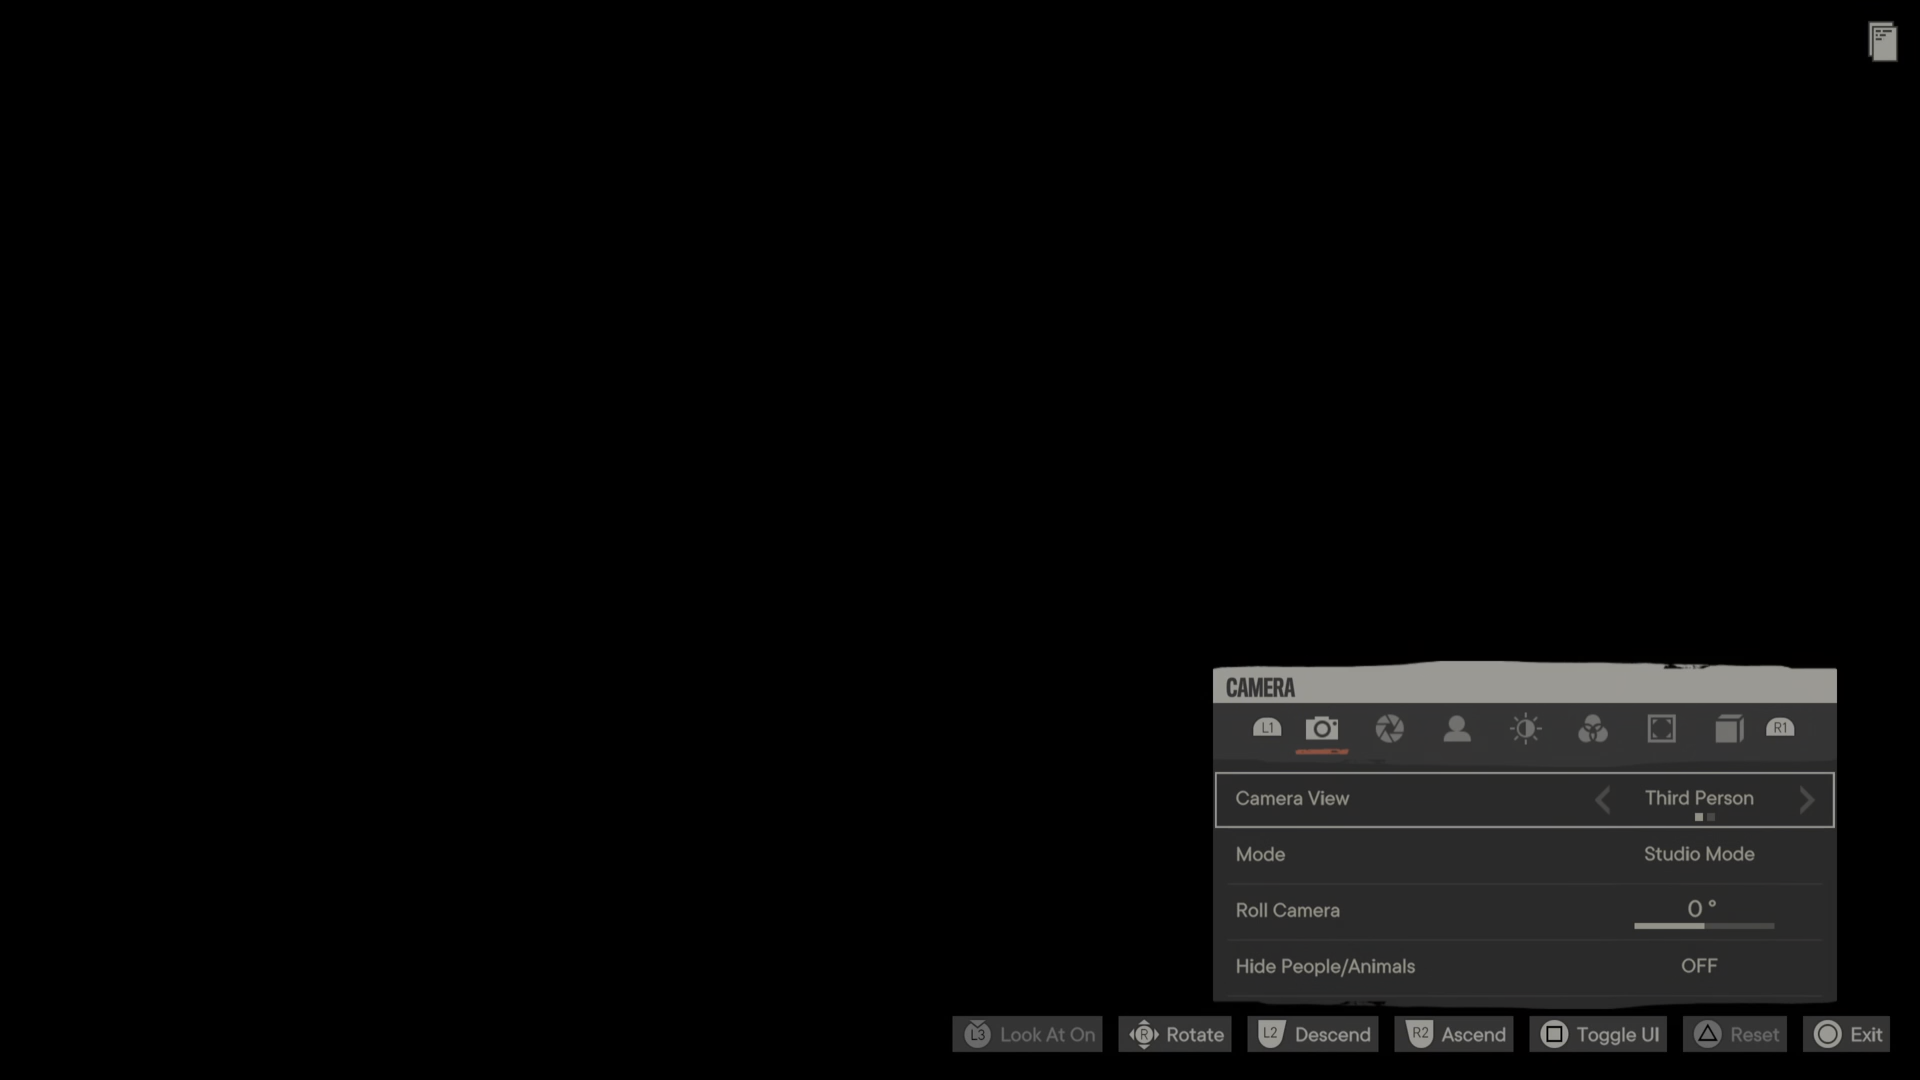 CAMERA
L1 R1
Camera View Third Person
Mode Studio Mode
Roll Camera 0 °
Hide People/Animals OFF
L3 Look At On R Rotate L2 Descend R2 Ascend Toggle UI Reset Exit